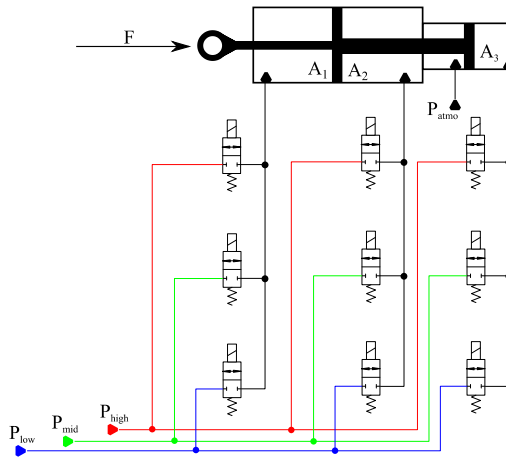 F
A1 A2 A3
Patmo
Phigh
Pmid
Plow